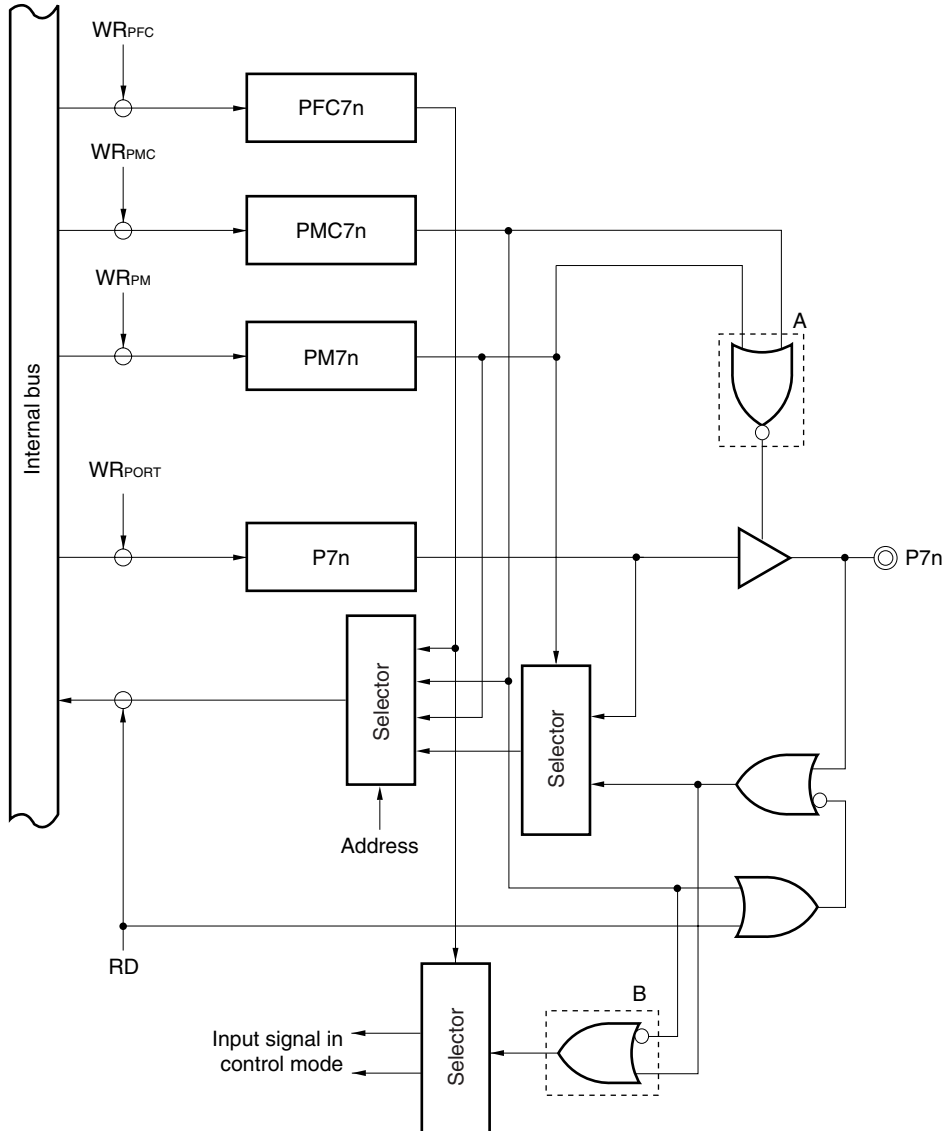 WRPFC
PFC7n
WRPMC
PMC7n
WRPM
A
PM7n
Internal bus
WRPORT
P7n
P7n
Selector
Selector
Address
RD
B
Input signal in
control mode
Selector